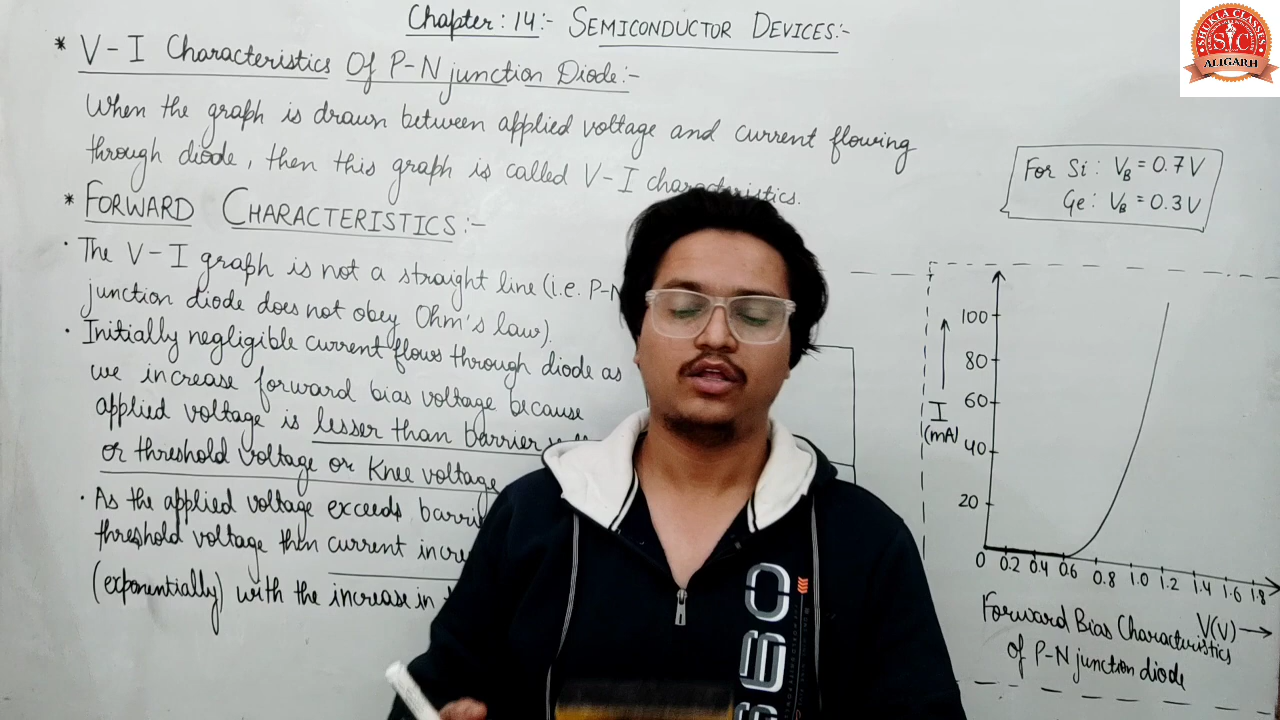 Chapter: 14:- SEMICONDUCTOR DEVICES:-
* V-I Characteristics Of P-N junction Diode:-
When the graph is drawn between applied voltage and current flowing
through diode, then this graph is called V-I characteristics.
* FORWARD CHARACTERISTICS:-
· The V-I graph is not a straight line (i.e. P-N
junction diode does not obey Ohm's law).
· Initially negligible current flows through diode as
we increase forward bias voltage because
applied voltage is lesser than barrier
or threshold voltage or Knee voltage
· As the applied voltage exceeds
threshold voltage then current
(exponentially) with the increase in
For Si: VB = 0.7 V
Ge: VB = 0.3 V
100
80
60
40
20
I
(mA)
0 0.2 0.4 0.6 0.8 1.0 1.2 1.4 1.6 1.8
V(V) →
Forward Bias Characteristics
of P-N junction diode
SHUKLA CLASSES
SC
ALIGARH
650